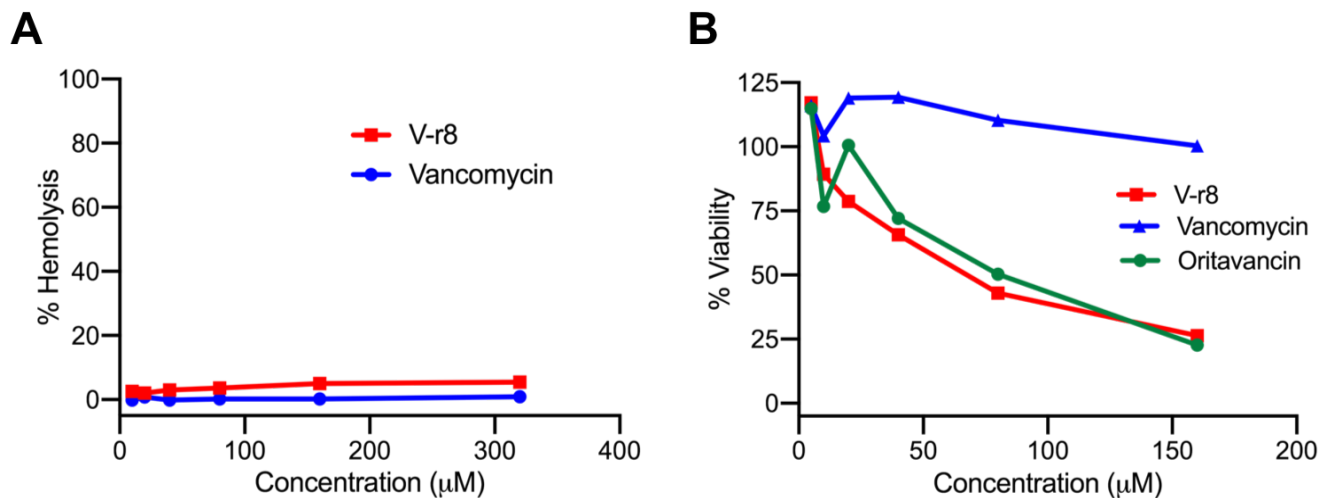 A
% Hemolysis
100
80
60
40
20
0
V-r8
Vancomycin
0 100 200 300 400
Concentration (μM)
B
% Viability
125
100
75
50
25
0
V-r8
Vancomycin
Oritavancin
0 50 100 150 200
Concentration (μM)